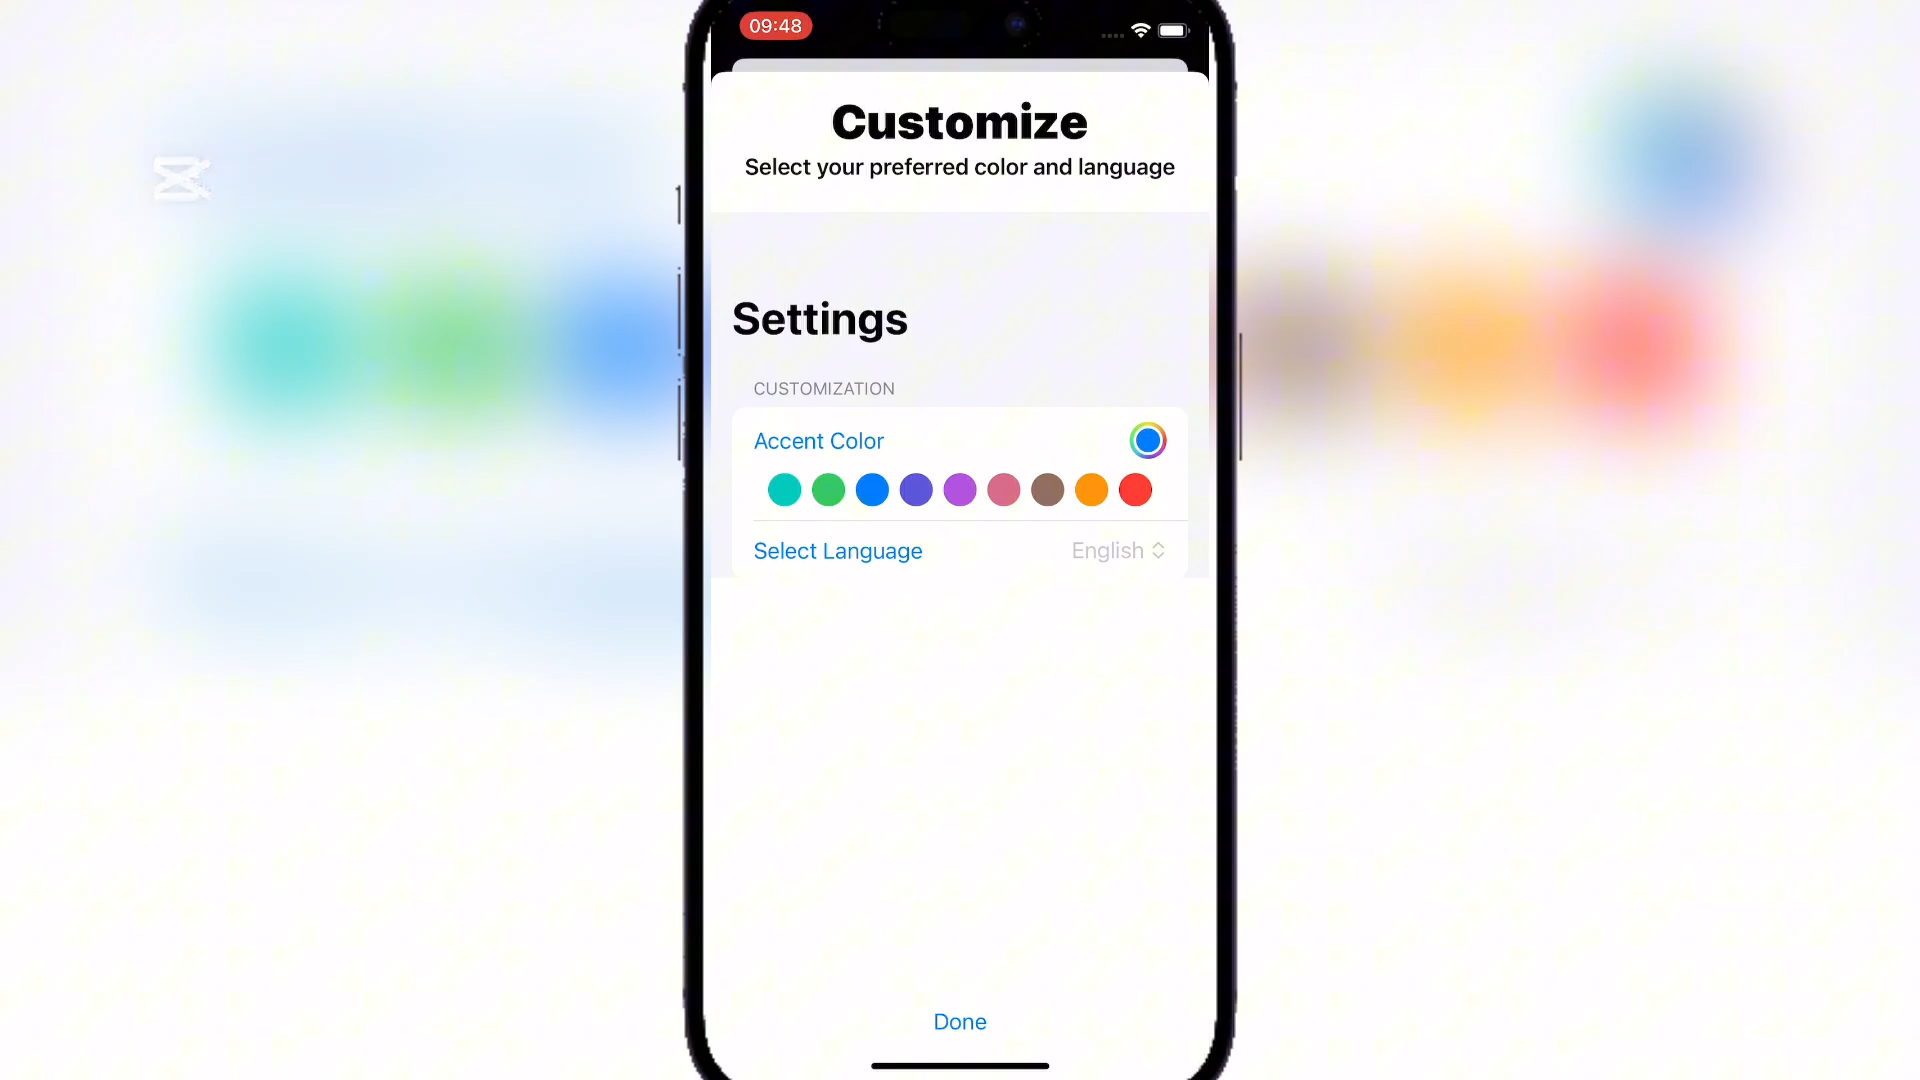 09:48
Customize
Select your preferred color and language
Settings
CUSTOMIZATION
Accent Color
Select Language
English
Done